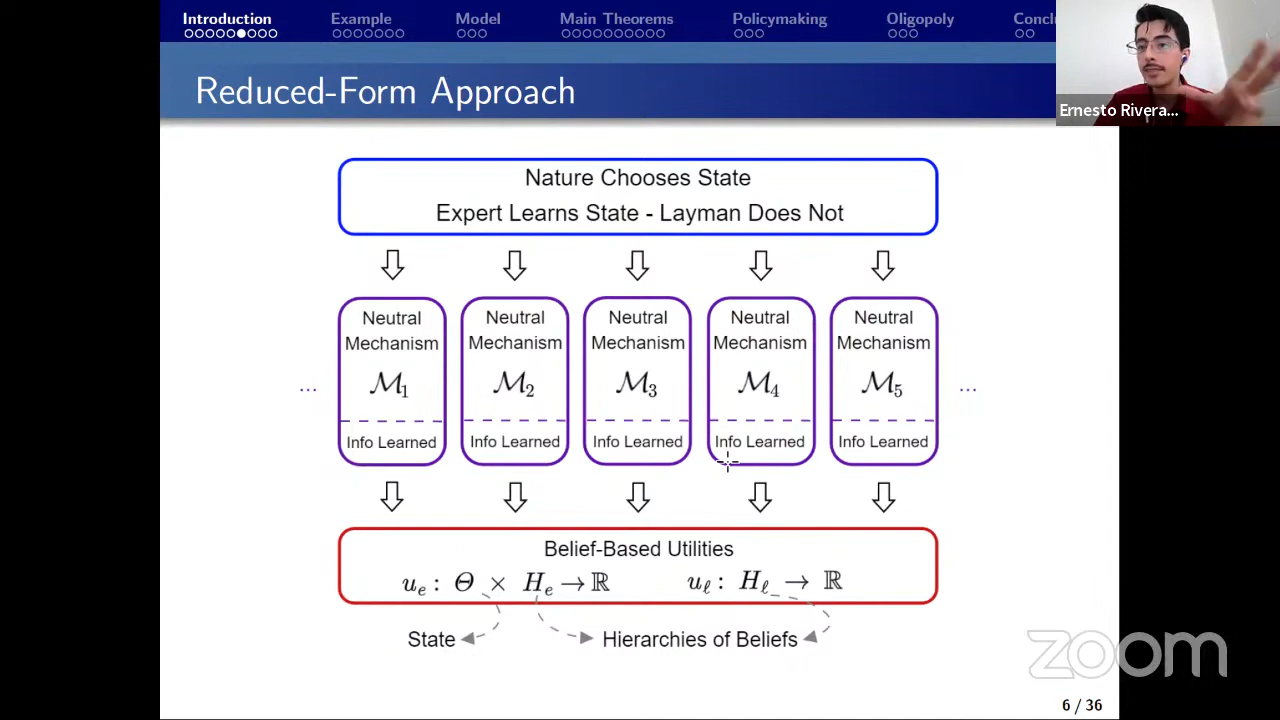 Introduction Example Model Main Theorems Policymaking Oligopoly Concl
Reduced-Form Approach
Ernesto Rivera...
Nature Chooses State
Expert Learns State - Layman Does Not
Neutral Neutral Neutral Neutral Neutral
Mechanism Mechanism Mechanism Mechanism Mechanism
... ℳ₁ ℳ₂ ℳ₃ ℳ₄ ℳ₅ ...
Info Learned Info Learned Info Learned Info Learned Info Learned
Belief-Based Utilities
uₑ : Θ × Hₑ → ℝ u_ℓ : H_ℓ → ℝ
State Hierarchies of Beliefs
zoom
6 / 36